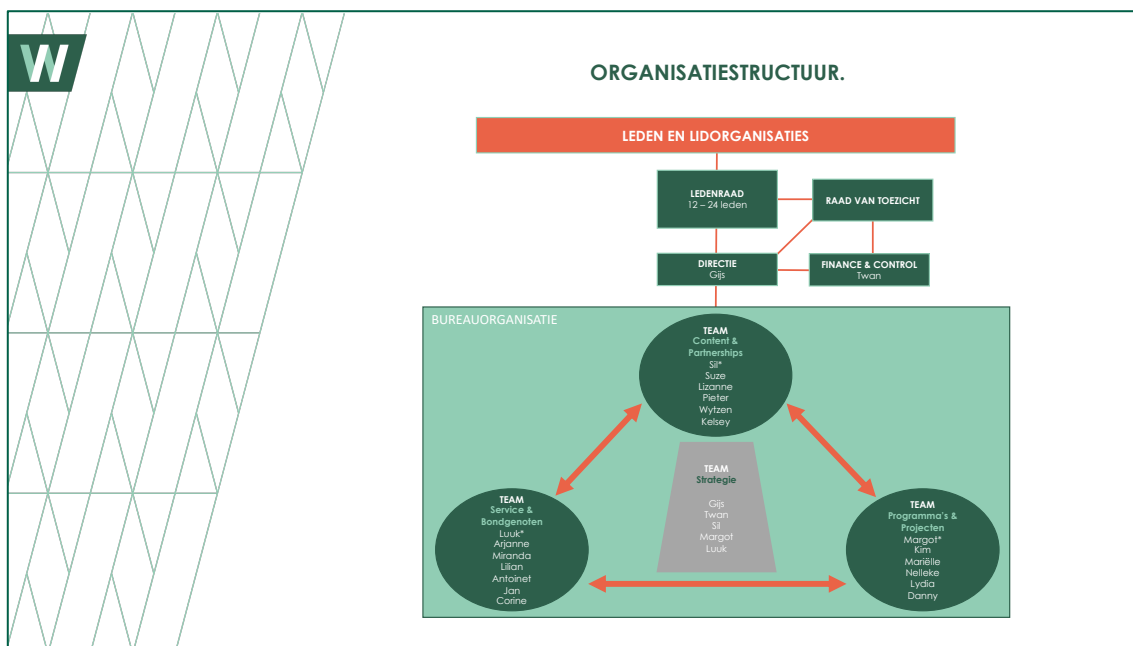 W
ORGANISATIESTRUCTUUR.
LEDEN EN LIDORGANISATIES
LEDENRAAD
12 – 24 leden
RAAD VAN TOEZICHT
DIRECTIE
Gijs
FINANCE & CONTROL
Twan
BUREAUORGANISATIE
TEAM
Content &
Partnerships
Sil*
Suze
Lizanne
Pieter
Wytzen
Kelsey
TEAM
Strategie
Gijs
Twan
Sil
Margot
Luuk
TEAM
Service &
Bondgenoten
Luuk*
Arjanne
Miranda
Lilian
Antoinet
Jan
Corine
TEAM
Programma's &
Projecten
Margot*
Kim
Mariëlle
Nelleke
Lydia
Danny